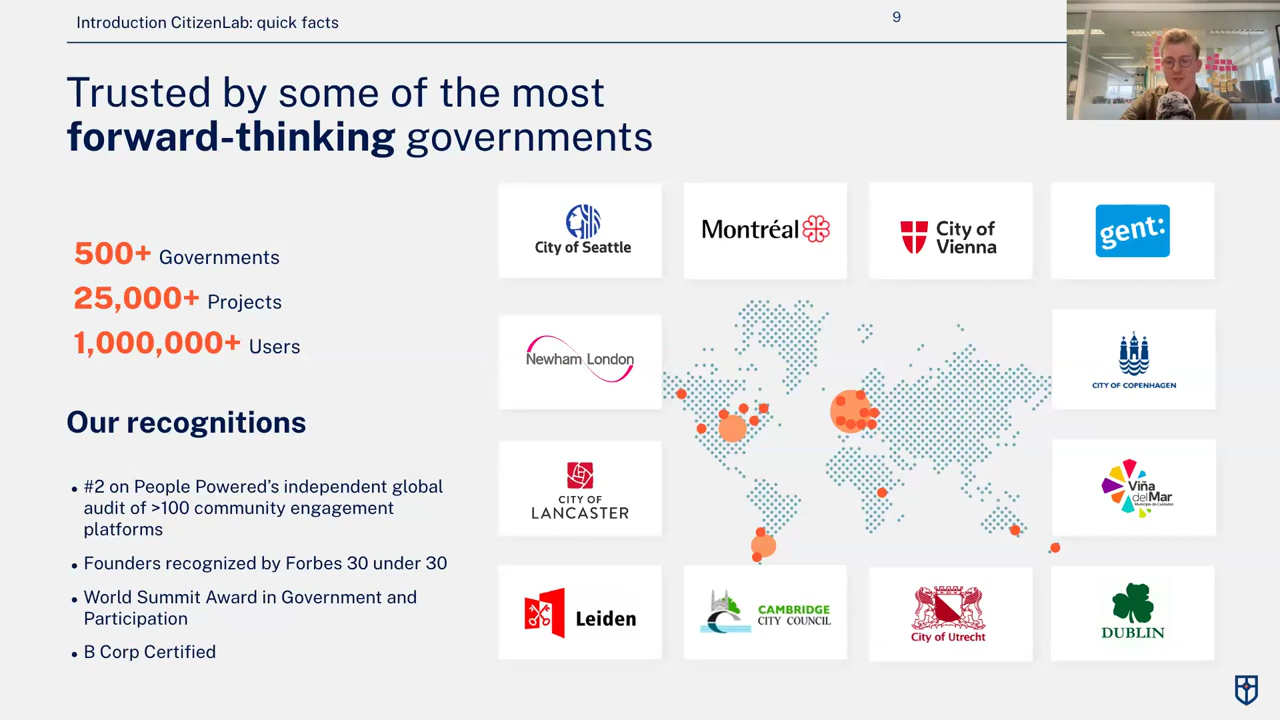 Introduction CitizenLab: quick facts
9
Trusted by some of the most
forward-thinking governments
500+ Governments
25,000+ Projects
1,000,000+ Users
Our recognitions
• #2 on People Powered’s independent global
audit of >100 community engagement
platforms
• Founders recognized by Forbes 30 under 30
• World Summit Award in Government and
Participation
• B Corp Certified
City of Seattle
Montréal
City of
Vienna
gent:
Newham London
CITY OF COPENHAGEN
CITY OF
LANCASTER
Viña
del Mar
Leiden
CAMBRIDGE
CITY COUNCIL
City of Utrecht
DUBLIN